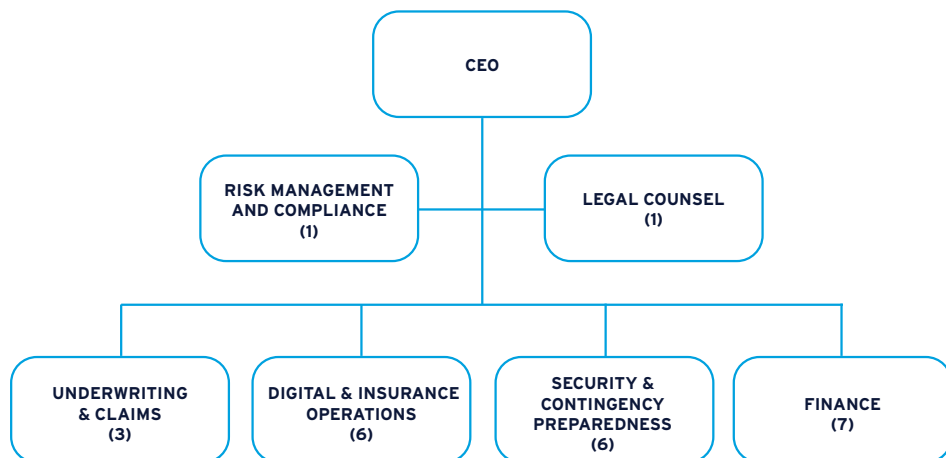 CEO
RISK MANAGEMENT
AND COMPLIANCE
(1)
LEGAL COUNSEL
(1)
UNDERWRITING
& CLAIMS
(3)
DIGITAL & INSURANCE
OPERATIONS
(6)
SECURITY &
CONTINGENCY
PREPAREDNESS
(6)
FINANCE
(7)